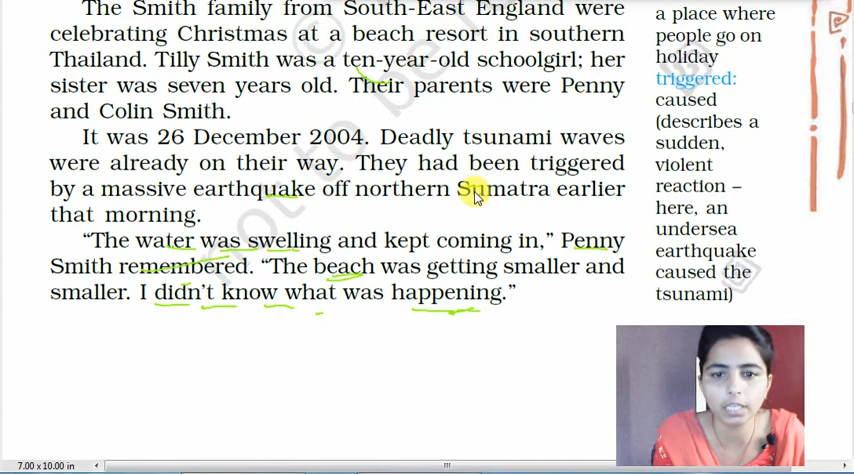 The Smith family from South-East England were
celebrating Christmas at a beach resort in southern
Thailand. Tilly Smith was a ten-year-old schoolgirl; her
sister was seven years old. Their parents were Penny
and Colin Smith.
It was 26 December 2004. Deadly tsunami waves
were already on their way. They had been triggered
by a massive earthquake off northern Sumatra earlier
that morning.
“The water was swelling and kept coming in,” Penny
Smith remembered. “The beach was getting smaller and
smaller. I didn’t know what was happening.”
a place where
people go on
holiday
triggered:
caused
(describes a
sudden,
violent
reaction –
here, an
undersea
earthquake
caused the
tsunami)
©
not to be
7.00 x 10.00 in